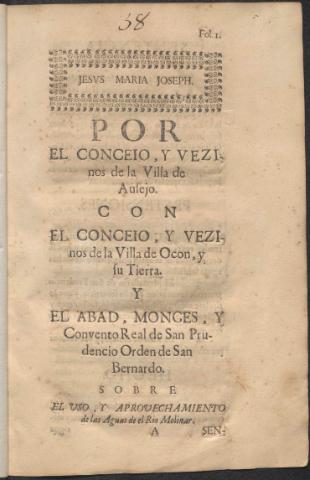 38
Fol. 1.
JESVS MARIA JOSEPH.
POR
EL CONCEIO, Y VEZI-
nos de la Villa de
Ausejo.
CON
EL CONCEIO, Y VEZI-
nos de la Villa de Ocon, y
su Tierra.
Y
EL ABAD, MONGES, Y
Convento Real de San Pru-
dencio Orden de San
Bernardo.
SOBRE
EL VSO, Y APROVECHAMIENTO
de las Aguas de el Rio Molinar.
A SEN-